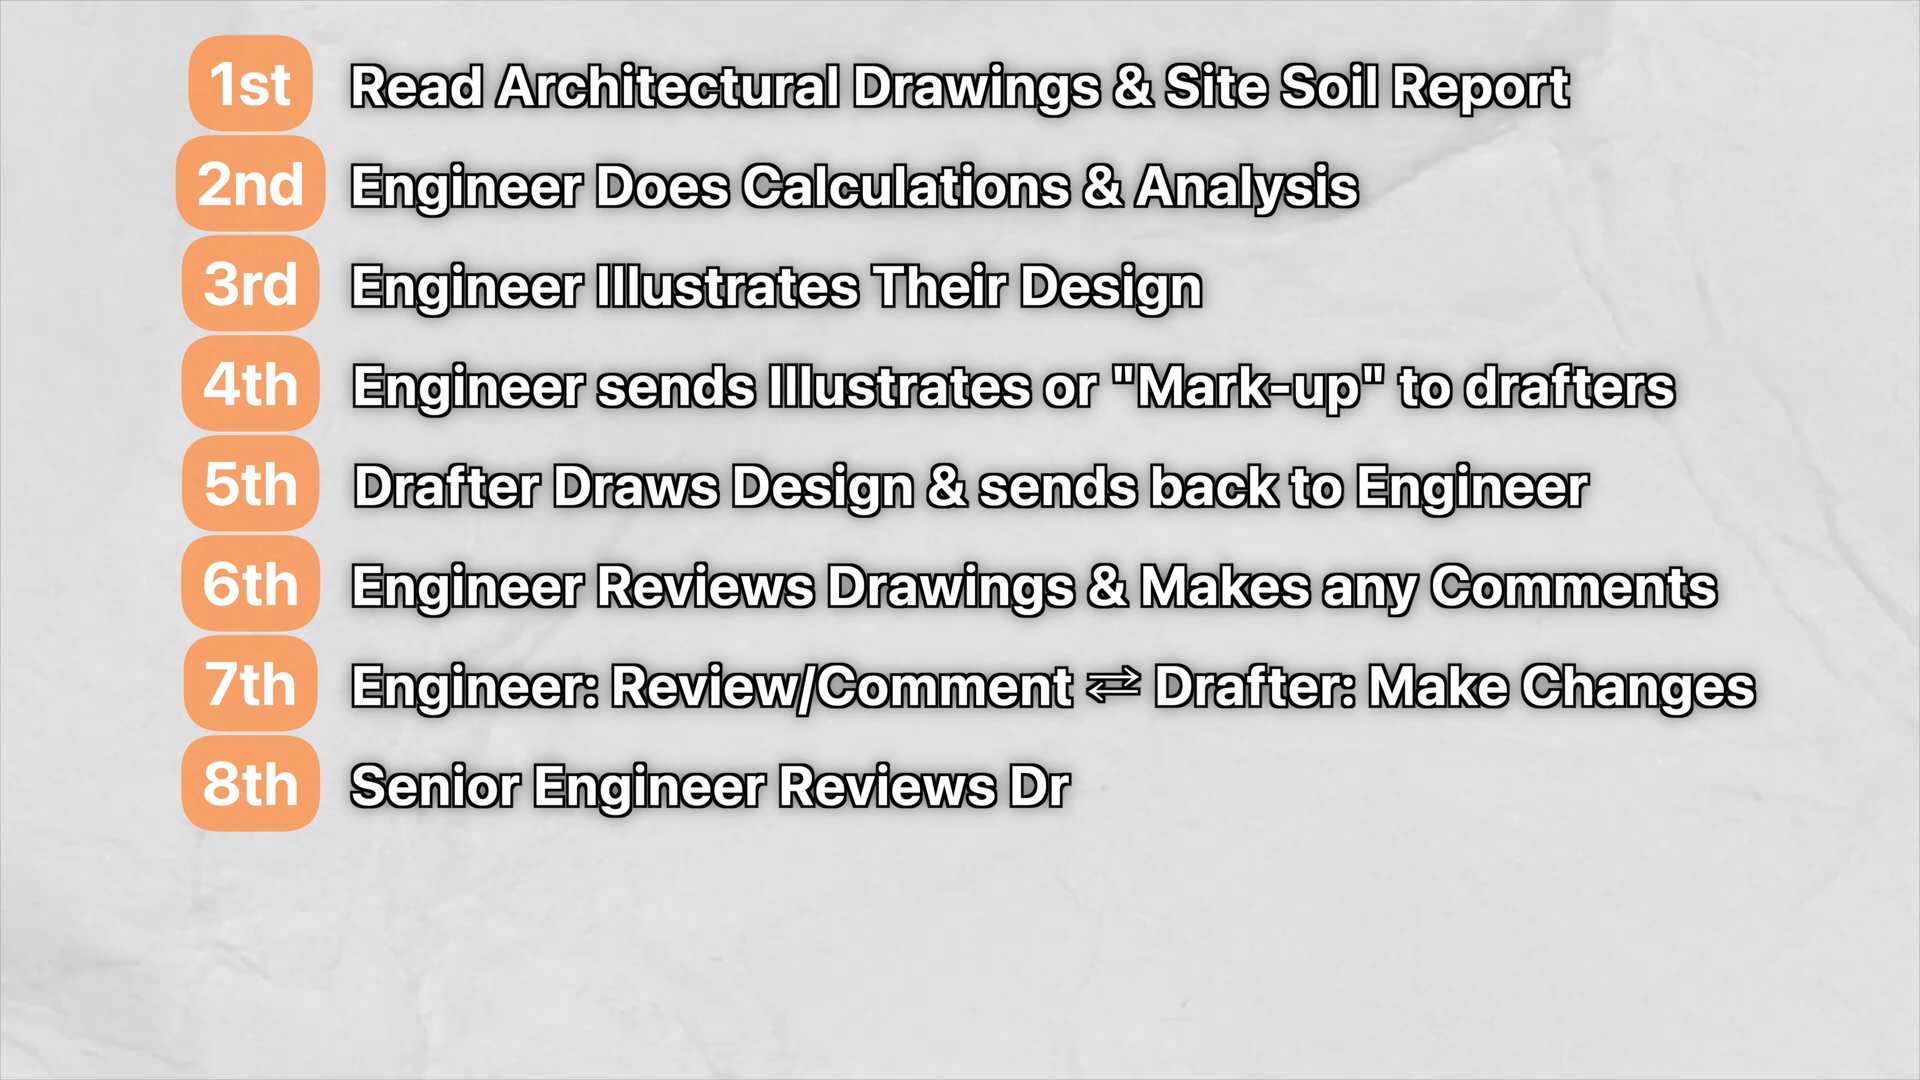 1st Read Architectural Drawings & Site Soil Report
2nd Engineer Does Calculations & Analysis
3rd Engineer Illustrates Their Design
4th Engineer sends Illustrates or "Mark-up" to drafters
5th Drafter Draws Design & sends back to Engineer
6th Engineer Reviews Drawings & Makes any Comments
7th Engineer: Review/Comment ⇄ Drafter: Make Changes
8th Senior Engineer Reviews Dr